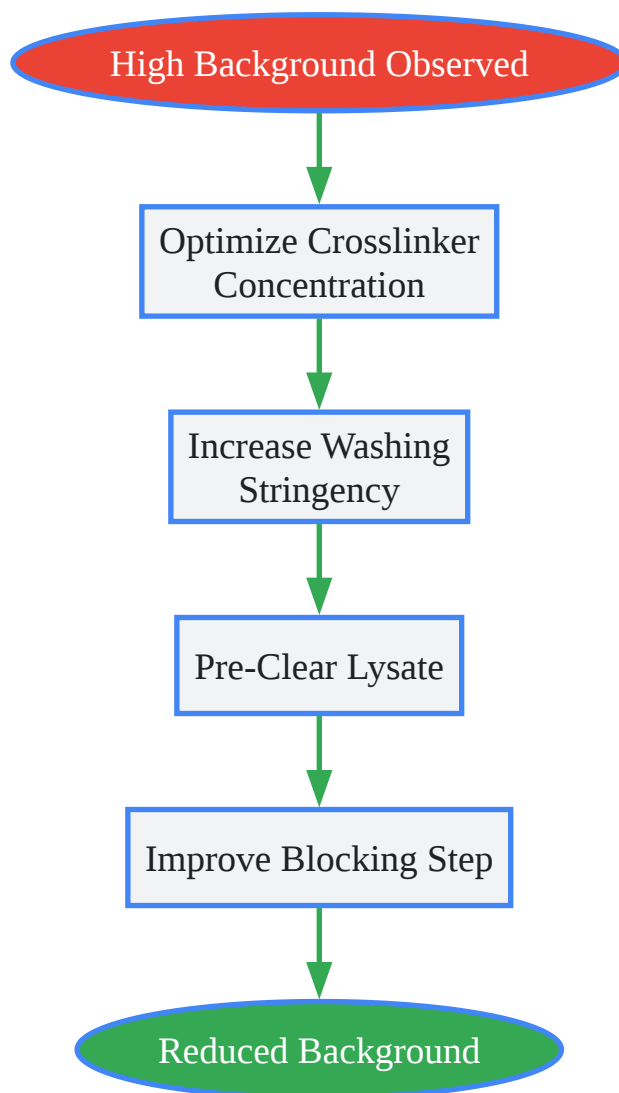 High Background Observed
Optimize Crosslinker
Concentration
Increase Washing
Stringency
Pre-Clear Lysate
Improve Blocking Step
Reduced Background